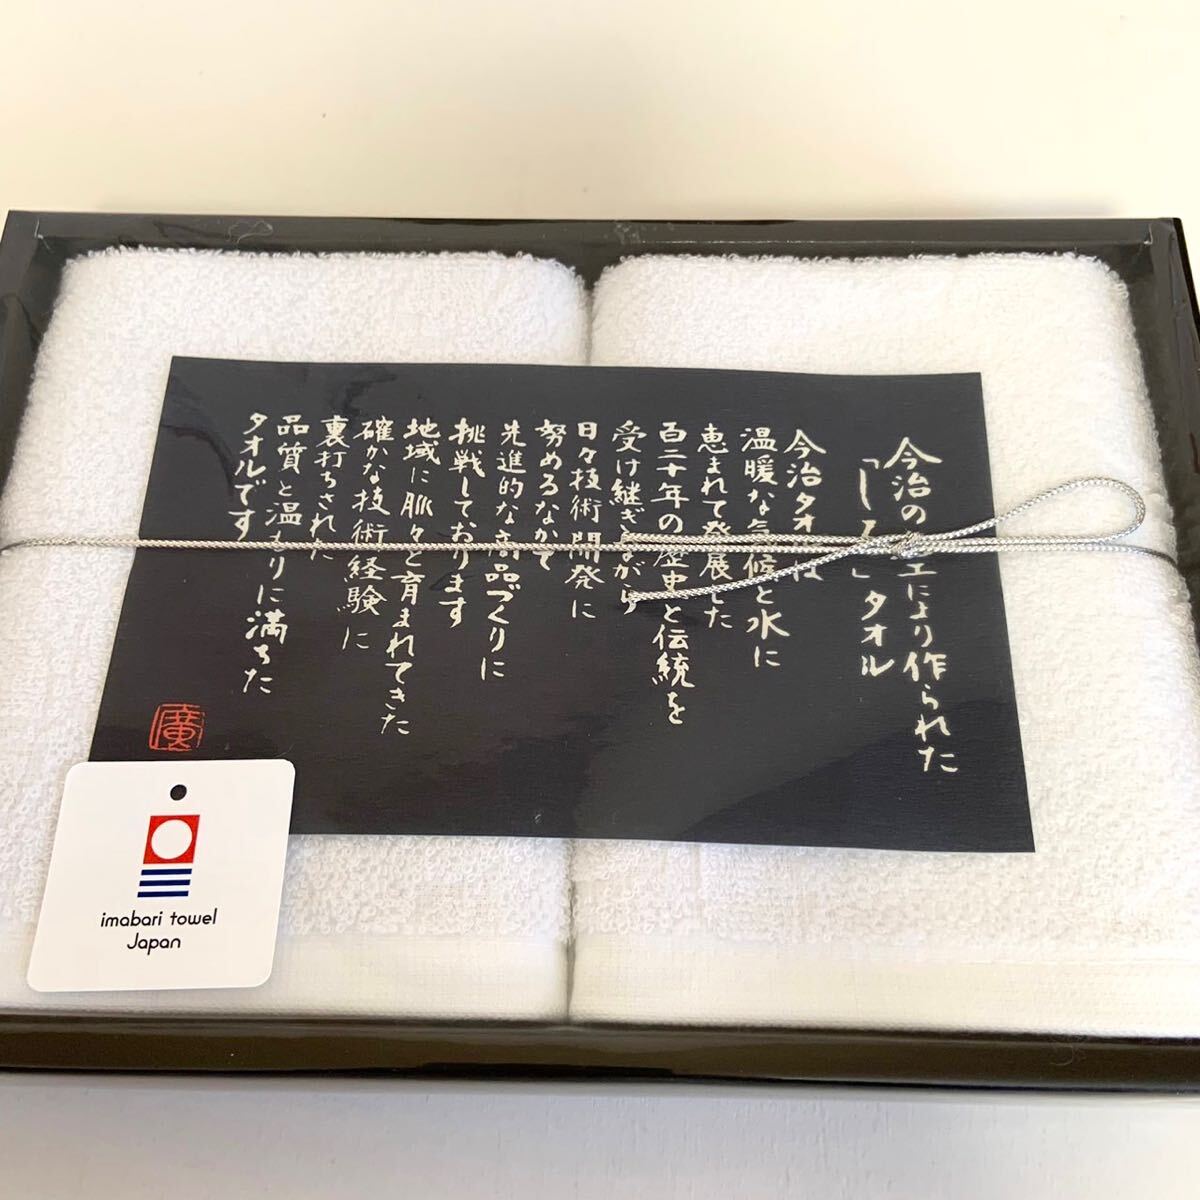 今治の工により作られた
「し」タオル
今治タオは
温暖な気候と水に
恵まれて発展した
百二十年の歴史と伝統を
受け継ぎながら
日々技術開発に
努めるなかで
先進的な商品づくりに
挑戦しております
地域に脈々と育まれてきた
確かな技術経験に
裏打ちされた
品質と温もりに満ちた
タオルです
廣
imabari towel
Japan